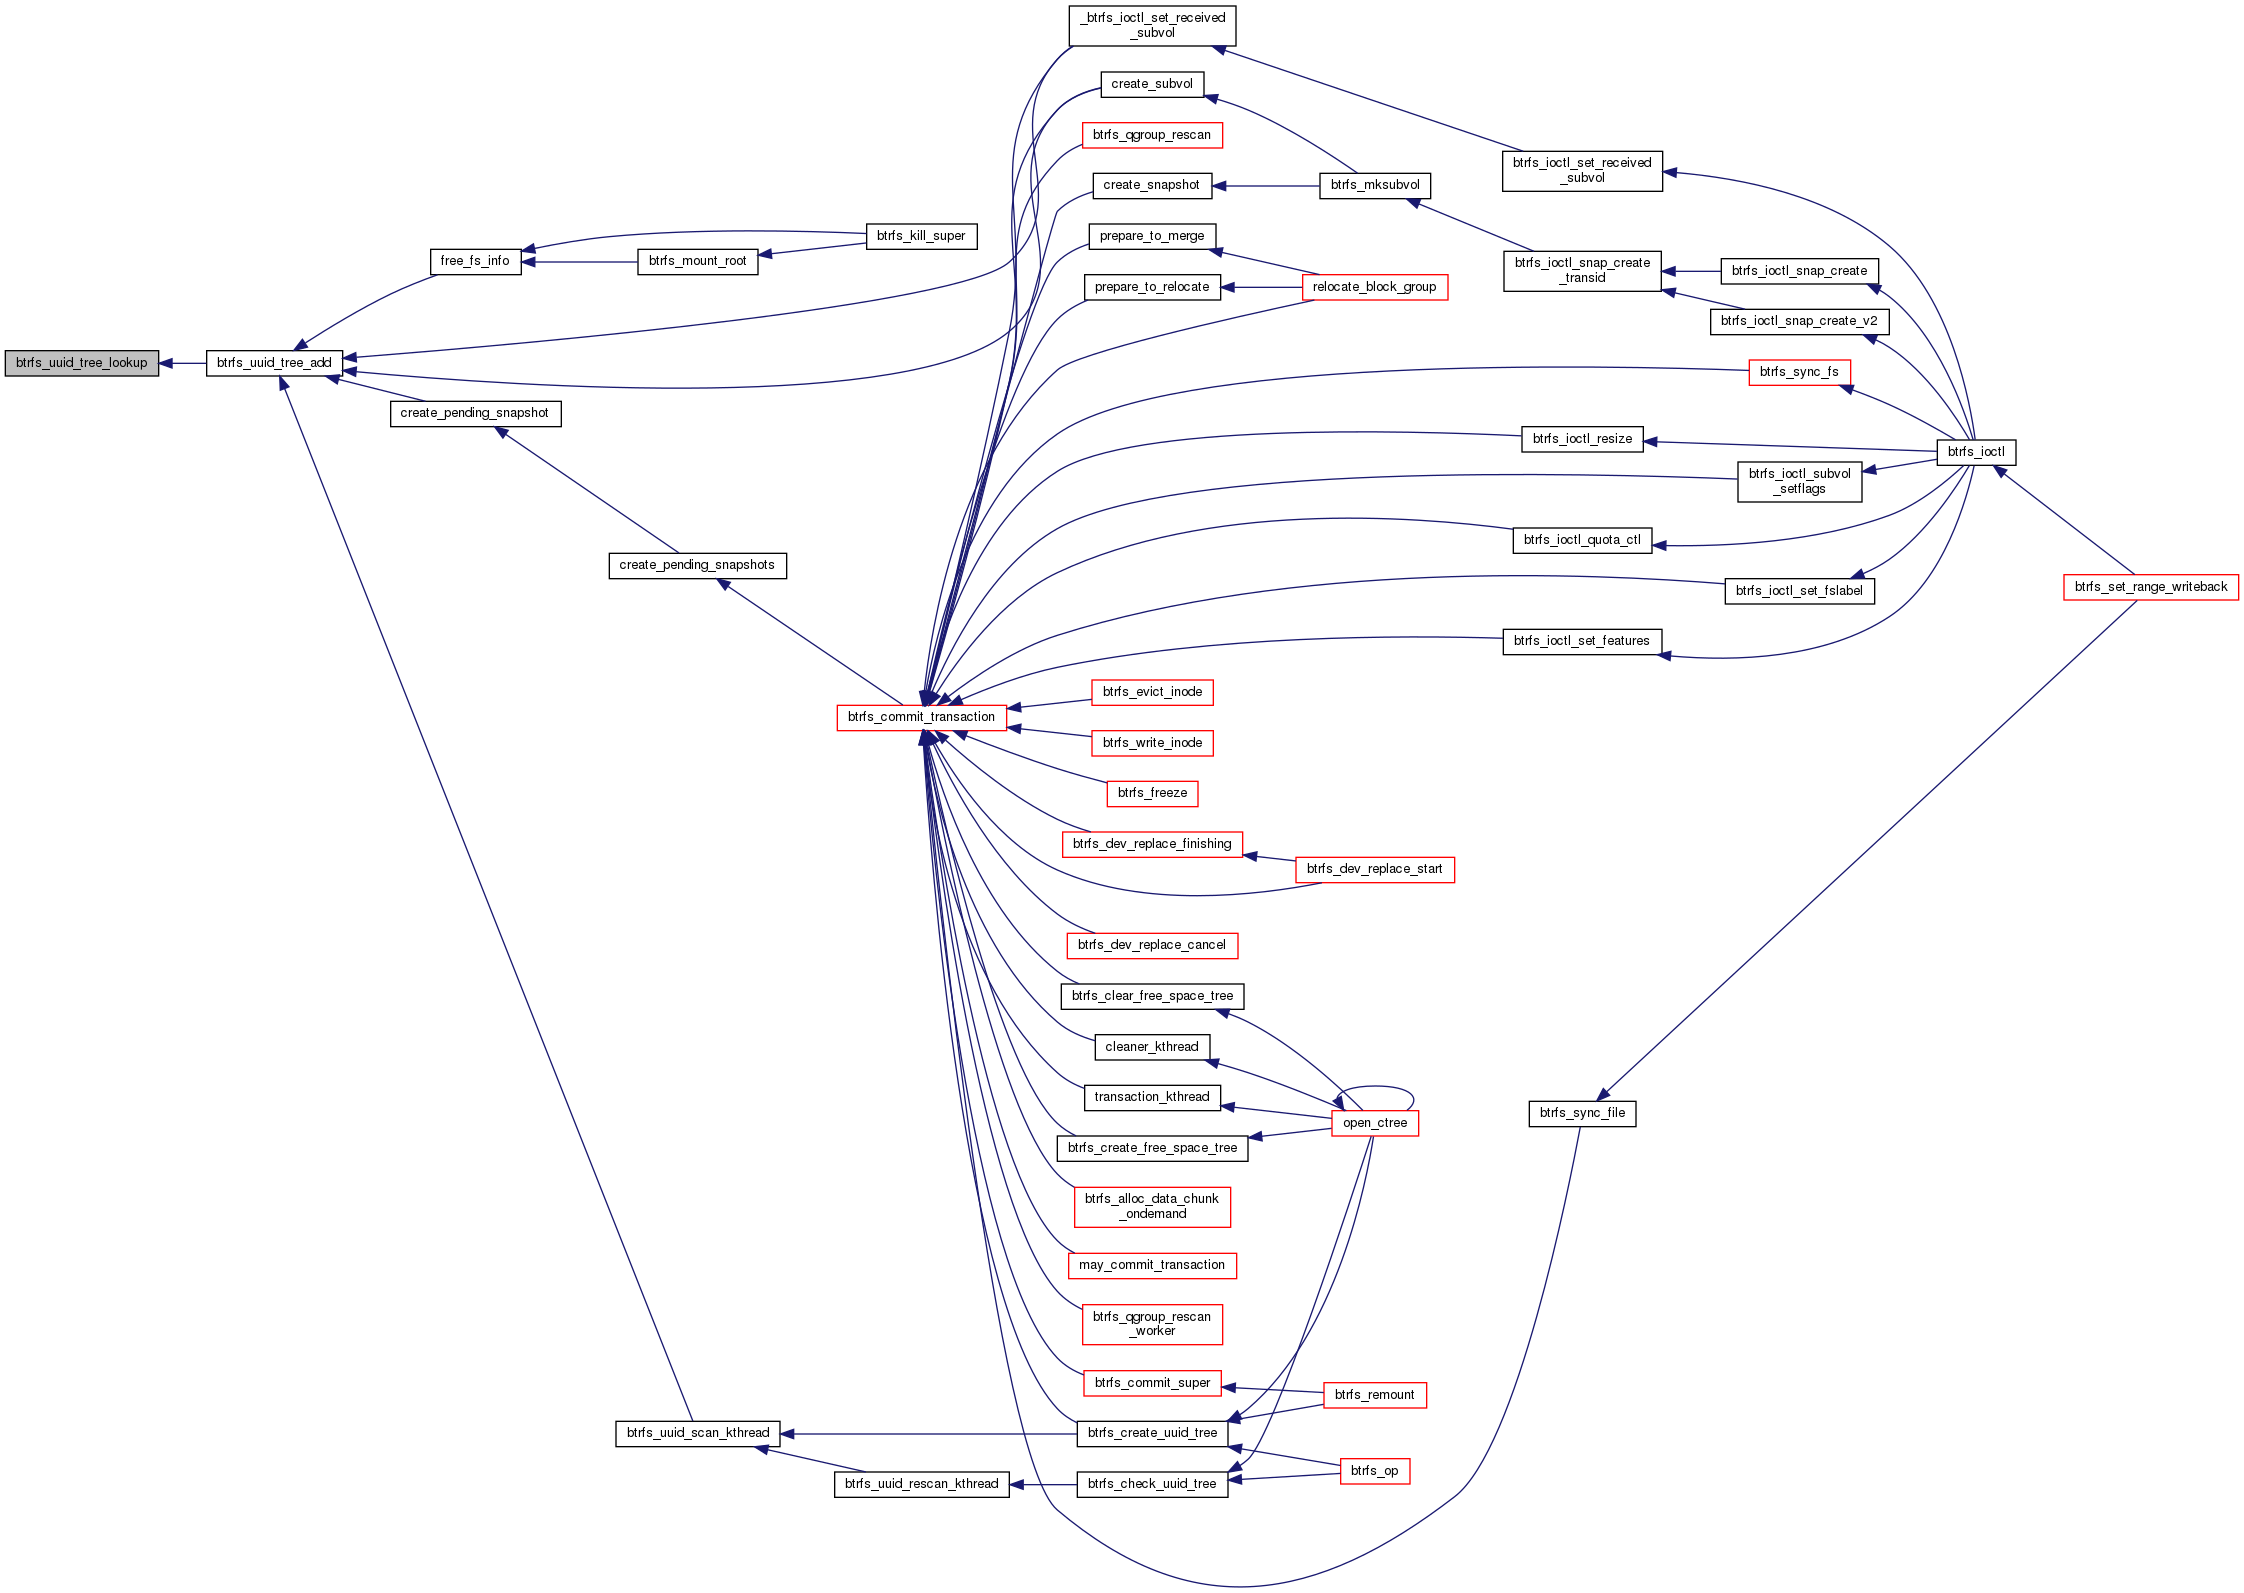 _btrfs_ioctl_set_received
_subvol
create_subvol
btrfs_qgroup_rescan
btrfs_ioctl_set_received
_subvol
create_snapshot
btrfs_mksubvol
btrfs_kill_super
prepare_to_merge
free_fs_info
btrfs_mount_root
btrfs_ioctl_snap_create
_transid
btrfs_ioctl_snap_create
prepare_to_relocate
relocate_block_group
btrfs_ioctl_snap_create_v2
btrfs_uuid_tree_lookup
btrfs_uuid_tree_add
btrfs_sync_fs
create_pending_snapshot
btrfs_ioctl_resize
btrfs_ioctl
btrfs_ioctl_subvol
_setflags
btrfs_ioctl_quota_ctl
create_pending_snapshots
btrfs_ioctl_set_fslabel
btrfs_set_range_writeback
btrfs_ioctl_set_features
btrfs_evict_inode
btrfs_commit_transaction
btrfs_write_inode
btrfs_freeze
btrfs_dev_replace_finishing
btrfs_dev_replace_start
btrfs_dev_replace_cancel
btrfs_clear_free_space_tree
cleaner_kthread
transaction_kthread
btrfs_sync_file
open_ctree
btrfs_create_free_space_tree
btrfs_alloc_data_chunk
_ondemand
may_commit_transaction
btrfs_qgroup_rescan
_worker
btrfs_commit_super
btrfs_remount
btrfs_uuid_scan_kthread
btrfs_create_uuid_tree
btrfs_op
btrfs_uuid_rescan_kthread
btrfs_check_uuid_tree